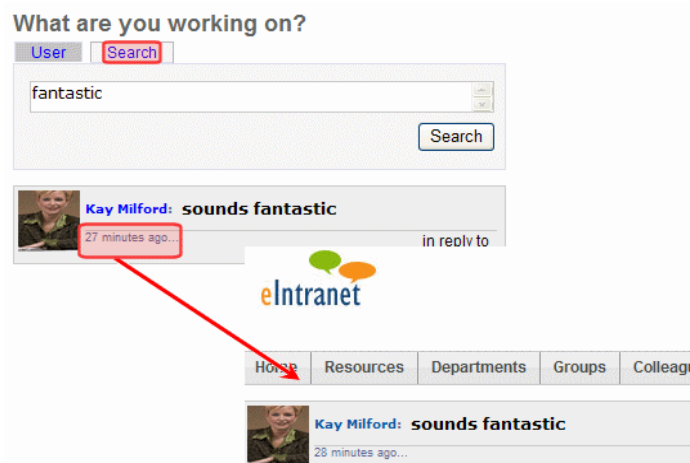 What are you working on?
User Search
fantastic
Search
Kay Milford: sounds fantastic
27 minutes ago...
in reply to
eIntranet
Home Resources Departments Groups Colleagu
Kay Milford: sounds fantastic
28 minutes ago...